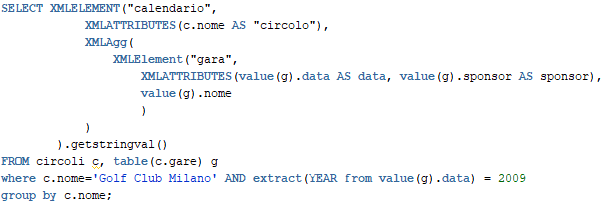 SELECT XMLELEMENT("calendario",
XMLATTRIBUTES(c.nome AS "circolo"),
XMLAgg(
XMLElement("gara",
XMLATTRIBUTES(value(g).data AS data, value(g).sponsor AS sponsor),
value(g).nome
)
)
).getstringval()
FROM circoli c, table(c.gare) g
where c.nome='Golf Club Milano' AND extract(YEAR from value(g).data) = 2009
group by c.nome;